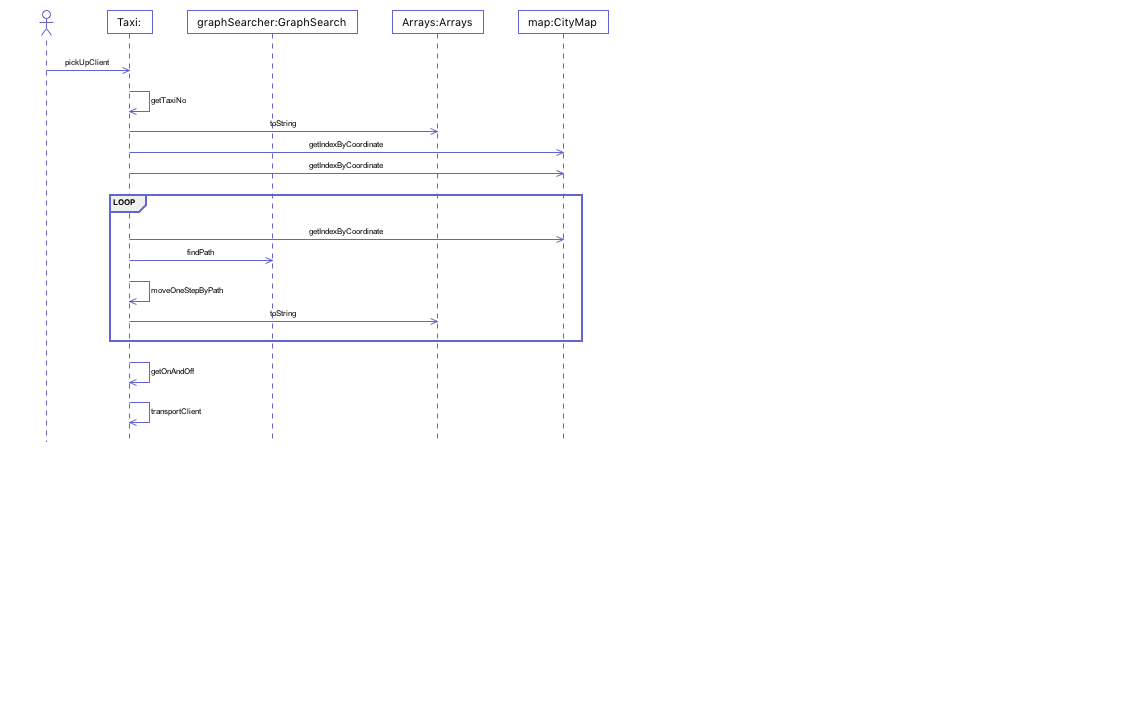 Taxi: graphSearcher:GraphSearch Arrays:Arrays map:CityMap
pickUpClient
getTaxiNo
toString
getIndexByCoordinate
getIndexByCoordinate
LOOP
getIndexByCoordinate
findPath
moveOneStepByPath
toString
getOnAndOff
transportClient